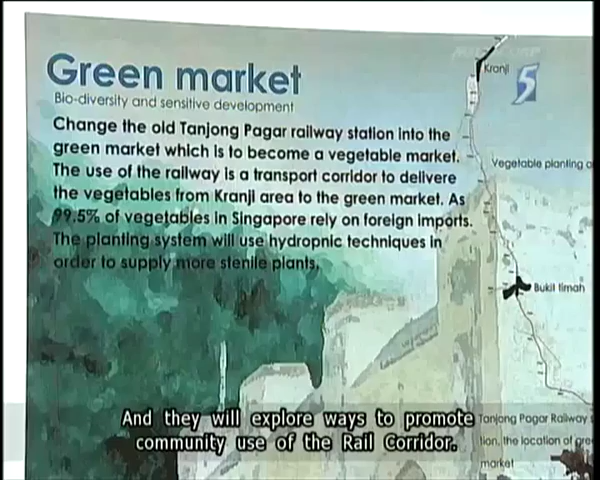 Green market
Bio-diversity and sensitive development
Change the old Tanjong Pagar railway station into the
green market which is to become a vegetable market.
The use of the railway is a transport corridor to delivere
the vegetables from Kranji area to the green market. As
99.5% of vegetables in Singapore rely on foreign imports.
The planting system will use hydropnic techniques in
order to supply more stenile plants.
Kranji
5
Vegetable planting
Bukit timah
Tanjong Pagar Railway
tion, the location of
market
And they will explore ways to promote
community use of the Rail Corridor.